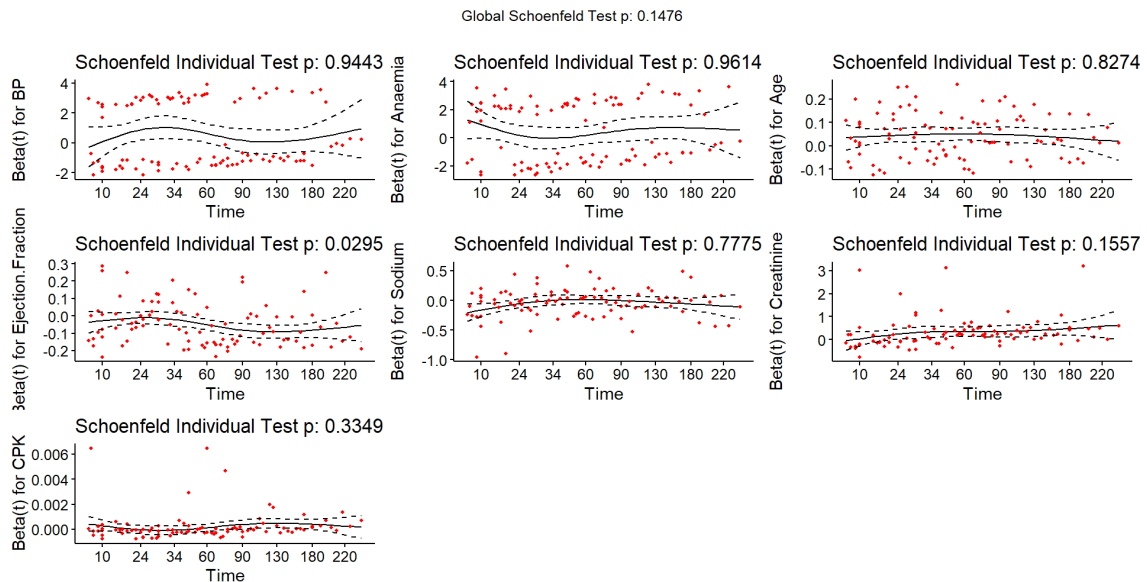 Global Schoenfeld Test p: 0.1476
Schoenfeld Individual Test p: 0.9443
Beta(t) for BP
4
2
0
-2
10 24 34 60 90 130 180 220
Time
Schoenfeld Individual Test p: 0.9614
Beta(t) for Anaemia
4
2
0
-2
10 24 34 60 90 130 180 220
Time
Schoenfeld Individual Test p: 0.8274
Beta(t) for Age
0.2
0.1
0.0
-0.1
10 24 34 60 90 130 180 220
Time
Schoenfeld Individual Test p: 0.0295
Beta(t) for Ejection.Fraction
0.3
0.2
0.1
0.0
-0.1
-0.2
10 24 34 60 90 130 180 220
Time
Schoenfeld Individual Test p: 0.7775
Beta(t) for Sodium
0.5
0.0
-0.5
-1.0
10 24 34 60 90 130 180 220
Time
Schoenfeld Individual Test p: 0.1557
Beta(t) for Creatinine
3
2
1
0
10 24 34 60 90 130 180 220
Time
Schoenfeld Individual Test p: 0.3349
Beta(t) for CPK
0.006
0.004
0.002
0.000
10 24 34 60 90 130 180 220
Time